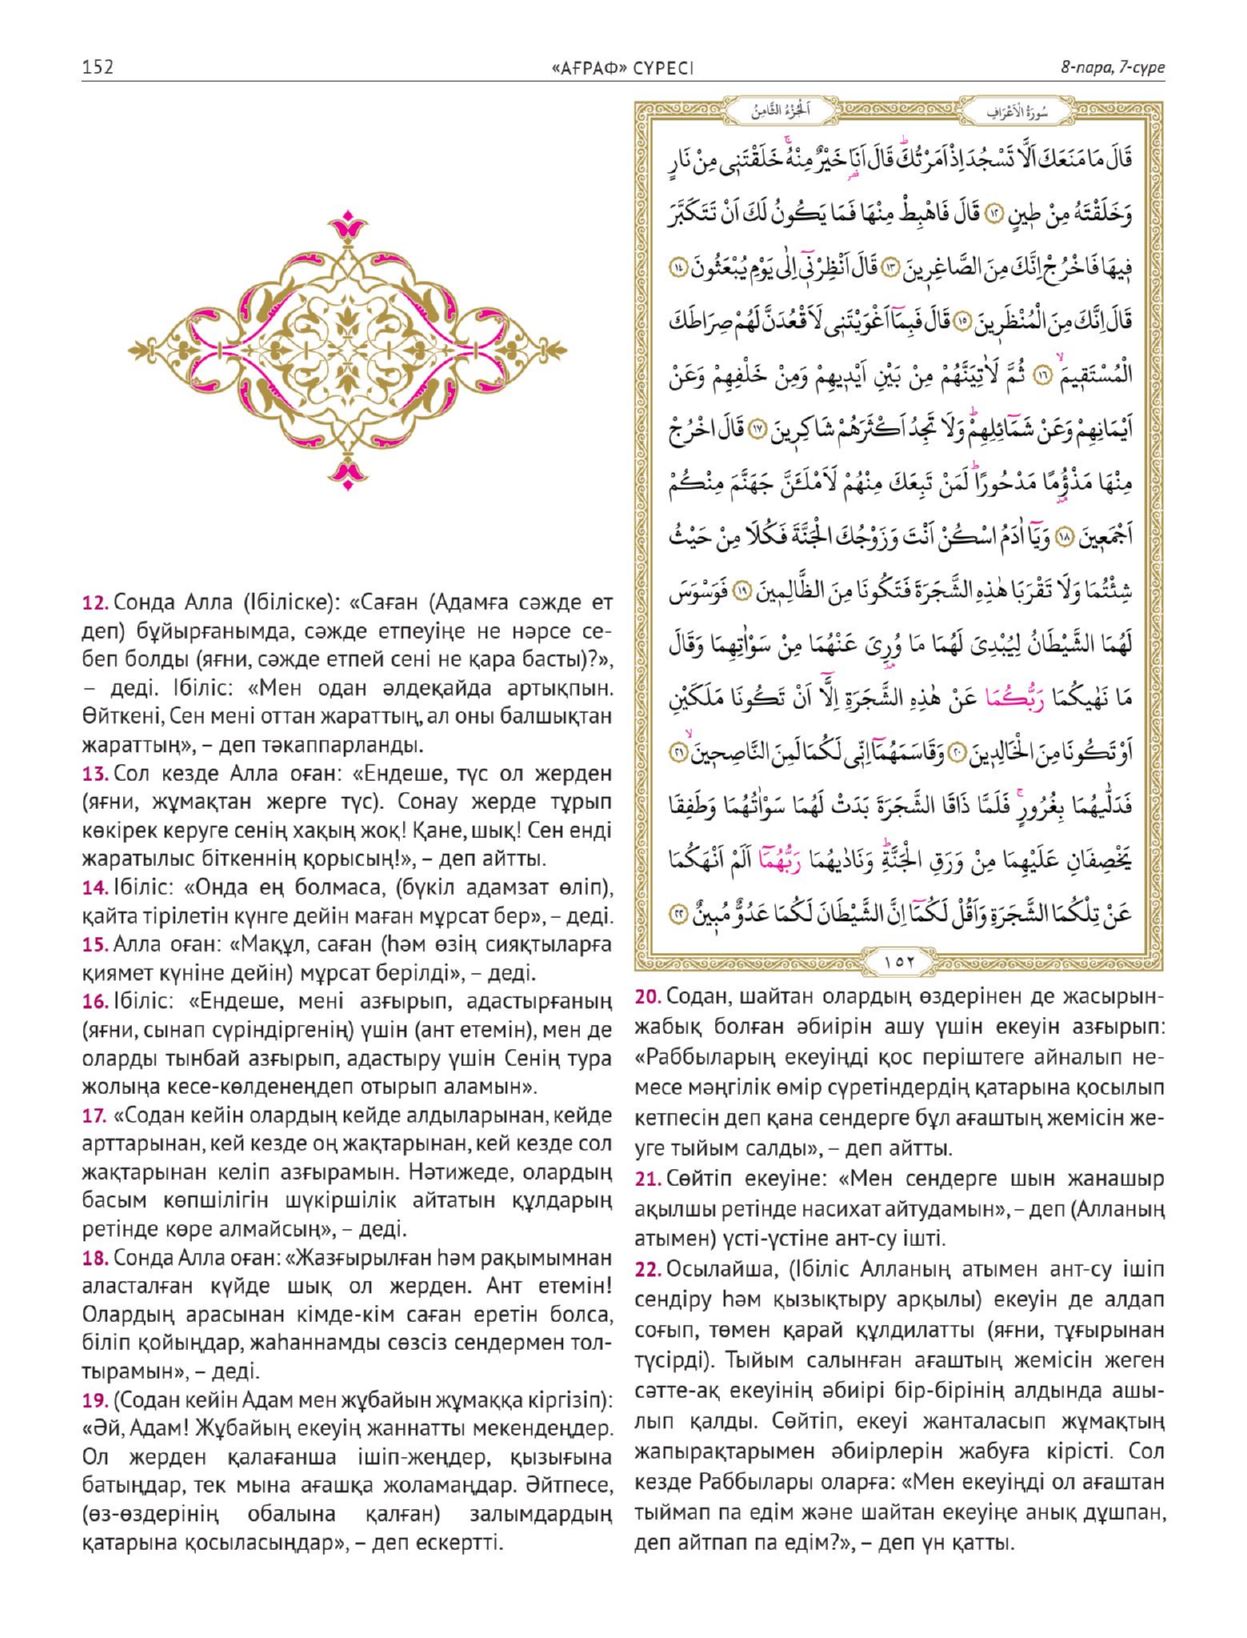 152
«АҒРАФ» СҮРЕСІ
8-пара, 7-сүре
12. Сонда Алла (Ібіліске): «Саған (Адамға сәжде ет
деп) бұйырғанымда, сәжде етпеуіңе не нәрсе се-
беп болды (яғни, сәжде етпей сені не қара басты)?»,
– деді. Ібіліс: «Мен одан әлдеқайда артықпын.
Өйткені, Сен мені оттан жараттың, ал оны балшықтан
жараттың», – деп тәкаппарланды.
13. Сол кезде Алла оған: «Ендеше, түс ол жерден
(яғни, жұмақтан жерге түс). Сонау жерде тұрып
көкірек керуге сенің хақың жоқ! Қане, шық! Сен енді
жаратылыс біткеннің қорысың!», – деп айтты.
14. Ібіліс: «Онда ең болмаса, (бүкіл адамзат өліп),
қайта тірілетін күнге дейін маған мұрсат бер», – деді.
15. Алла оған: «Мақұл, саған (һәм өзің сияқтыларға
қиямет күніне дейін) мұрсат берілді», – деді.
16. Ібіліс: «Ендеше, мені азғырып, адастырғаның
(яғни, сынап сүріндіргенің) үшін (ант етемін), мен де
оларды тынбай азғырып, адастыру үшін Сенің тура
жолыңа кесе-көлденеңдеп отырып аламын».
17. «Содан кейін олардың кейде алдыларынан, кейде
арттарынан, кей кезде оң жақтарынан, кей кезде сол
жақтарынан келіп азғырамын. Нәтижеде, олардың
басым көпшілігін шүкіршілік айтатын құлдарың
ретінде көре алмайсың», – деді.
18. Сонда Алла оған: «Жазғырылған һәм рақымымнан
аласталған күйде шық ол жерден. Ант етемін!
Олардың арасынан кімде-кім саған еретін болса,
біліп қойыңдар, жаһаннамды сөзсіз сендермен тол-
тырамын», – деді.
19. (Содан кейін Адам мен жұбайын жұмаққа кіргізіп):
«Әй, Адам! Жұбайың екеуің жаннатты мекендеңдер.
Ол жерден қалағанша ішіп-жеңдер, қызығына
батыңдар, тек мына ағашқа жоламаңдар. Әйтпесе,
(өз-өздерінің обалына қалған) залымдардың
қатарына қосыласыңдар», – деп ескертті.
سُورَةُ الْاَعْرَافِ
اَلْجُزْءُ الثَّامِنُ
قَالَ مَا مَنَعَكَ اَلَّا تَسْجُدَ اِذْ اَمَرْتُكَۜ قَالَ اَنَا۬ خَيْرٌ مِنْهُۚ خَلَقْتَن۪ي مِنْ نَارٍ
وَخَلَقْتَهُ مِنْ ط۪ينٍ ﴿١٢﴾ قَالَ فَاهْبِطْ مِنْهَا فَمَا يَكُونُ لَكَ اَنْ تَتَكَبَّرَ
ف۪يهَا فَاخْرُجْ اِنَّكَ مِنَ الصَّاغِر۪ينَ ﴿١٣﴾ قَالَ اَنْظِرْن۪ٓي اِلٰى يَوْمِ يُبْعَثُونَ ﴿١٤﴾
قَالَ اِنَّكَ مِنَ الْمُنْظَر۪ينَ ﴿١٥﴾ قَالَ فَبِمَٓا اَغْوَيْتَن۪ي لَاَقْعُدَنَّ لَهُمْ صِرَاطَكَ
الْمُسْتَق۪يمَۙ ﴿١٦﴾ ثُمَّ لَاٰتِيَنَّهُمْ مِنْ بَيْنِ اَيْد۪يهِمْ وَمِنْ خَلْفِهِمْ وَعَنْ
اَيْمَانِهِمْ وَعَنْ شَمَٓائِلِهِمْۜ وَلَا تَجِدُ اَكْثَرَهُمْ شَاكِر۪ينَ ﴿١٧﴾ قَالَ اخْرُجْ
مِنْهَا مَذْؤُ۫مًا مَدْحُورًاۜ لَمَنْ تَبِعَكَ مِنْهُمْ لَاَمْلَـَٔنَّ جَهَنَّمَ مِنْكُمْ
اَجْمَع۪ينَ ﴿١٨﴾ وَيَٓا اٰدَمُ اسْكُنْ اَنْتَ وَزَوْجُكَ الْجَنَّةَ فَكُلَا مِنْ حَيْثُ
شِئْتُمَا وَلَا تَقْرَبَا هٰذِهِ الشَّجَرَةَ فَتَكُونَا مِنَ الظَّالِم۪ينَ ﴿١٩﴾ فَوَسْوَسَ
لَهُمَا الشَّيْطَانُ لِيُبْدِيَ لَهُمَا مَا وُ۫رِيَ عَنْهُمَا مِنْ سَوْاٰتِهِمَا وَقَالَ
مَا نَهٰيكُمَا رَبُّكُمَا عَنْ هٰذِهِ الشَّجَرَةِ اِلَّٓا اَنْ تَكُونَا مَلَكَيْنِ
اَوْ تَكُونَا مِنَ الْخَالِد۪ينَ ﴿٢٠﴾ وَقَاسَمَهُمَٓا اِنّ۪ي لَكُمَا لَمِنَ النَّاصِح۪ينَۙ ﴿٢١﴾
فَدَلّٰيهُمَا بِغُرُورٍۚ فَلَمَّا ذَاقَا الشَّجَرَةَ بَدَتْ لَهُمَا سَوْاٰتُهُمَا وَطَفِقَا
يَخْصِفَانِ عَلَيْهِمَا مِنْ وَرَقِ الْجَنَّةِۜ وَنَادٰيهُمَا رَبُّهُمَٓا اَلَمْ اَنْهَكُمَا
عَنْ تِلْكُمَا الشَّجَرَةِ وَاَقُلْ لَكُمَٓا اِنَّ الشَّيْطَانَ لَكُمَا عَدُوٌّ مُب۪ينٌ ﴿٢٢﴾
١٥٢
20. Содан, шайтан олардың өздерінен де жасырын-
жабық болған әбиірін ашу үшін екеуін азғырып:
«Раббыларың екеуіңді қос періштеге айналып не-
месе мәңгілік өмір сүретіндердің қатарына қосылып
кетпесін деп қана сендерге бұл ағаштың жемісін же-
уге тыйым салды», – деп айтты.
21. Сөйтіп екеуіне: «Мен сендерге шын жанашыр
ақылшы ретінде насихат айтудамын», – деп (Алланың
атымен) үсті-үстіне ант-су ішті.
22. Осылайша, (Ібіліс Алланың атымен ант-су ішіп
сендіру һәм қызықтыру арқылы) екеуін де алдап
соғып, төмен қарай құлдилатты (яғни, тұғырынан
түсірді). Тыйым салынған ағаштың жемісін жеген
сәтте-ақ екеуінің әбиірі бір-бірінің алдында ашы-
лып қалды. Сөйтіп, екеуі жанталасып жұмақтың
жапырақтарымен әбиірлерін жабуға кірісті. Сол
кезде Раббылары оларға: «Мен екеуіңді ол ағаштан
тыймап па едім және шайтан екеуіңе анық дұшпан,
деп айтпап па едім?», – деп үн қатты.